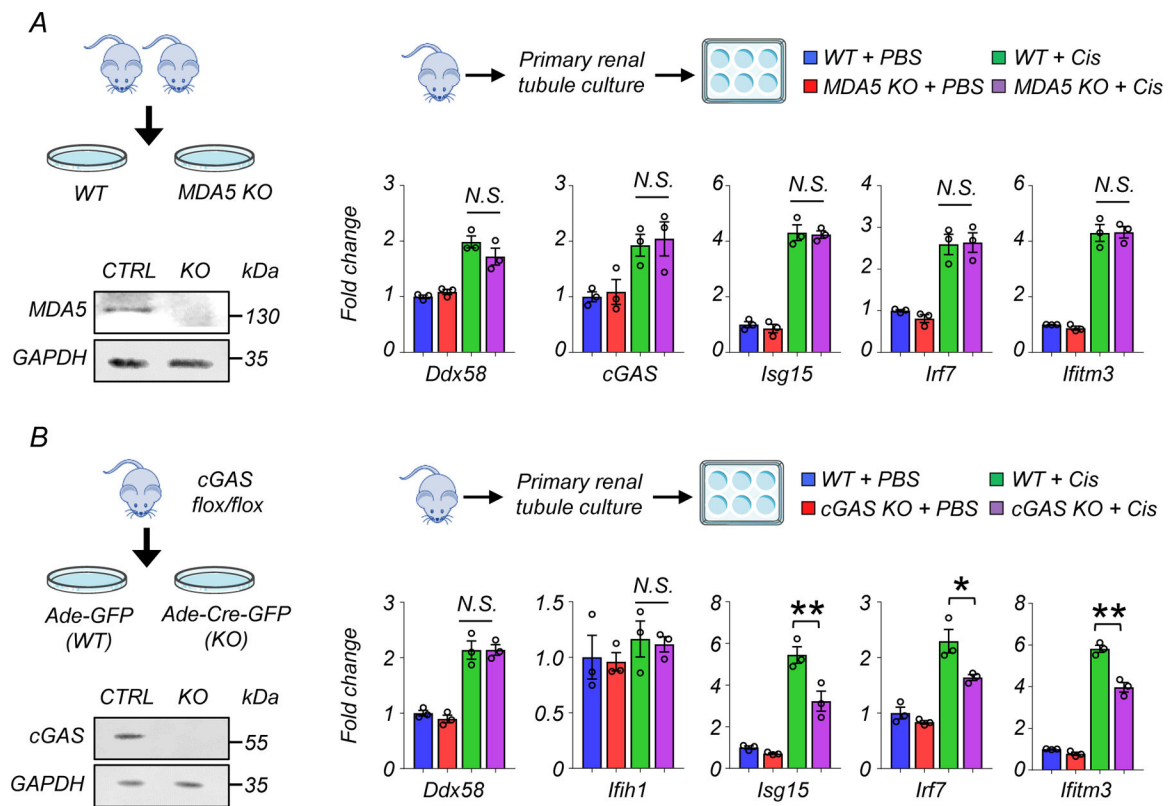 A
WT
MDA5 KO
CTRL KO kDa
MDA5
130
GAPDH
35
Primary renal
tubule culture
WT + PBS
WT + Cis
MDA5 KO + PBS
MDA5 KO + Cis
Fold change
3
2
1
0
N.S.
Ddx58
3
2
1
0
N.S.
cGAS
6
4
2
0
N.S.
Isg15
4
3
2
1
0
N.S.
Irf7
6
4
2
0
N.S.
Ifitm3
B
cGAS
flox/flox
Ade-GFP
(WT)
Ade-Cre-GFP
(KO)
CTRL KO kDa
cGAS
55
GAPDH
35
Primary renal
tubule culture
WT + PBS
WT + Cis
cGAS KO + PBS
cGAS KO + Cis
Fold change
3
2
1
0
N.S.
Ddx58
1.5
1.0
0.5
0
N.S.
Ifih1
8
6
4
2
0
**
Isg15
3
2
1
0
*
Irf7
8
6
4
2
0
**
Ifitm3